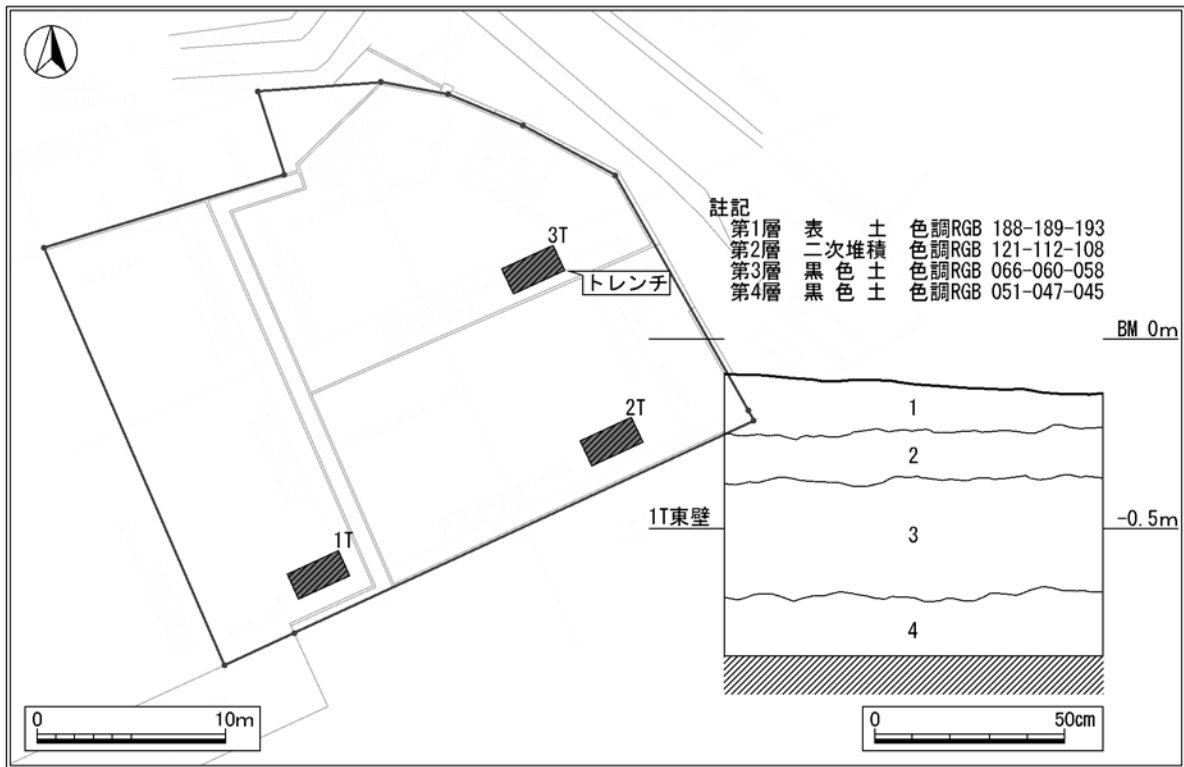 3T
トレンチ
2T
1T
註記
第1層 表 土 色調RGB 188-189-193
第2層 二次堆積 色調RGB 121-112-108
第3層 黒 色 土 色調RGB 066-060-058
第4層 黒 色 土 色調RGB 051-047-045
BM 0m
1
2
1T東壁
-0.5m
3
4
0 10m
0 50cm